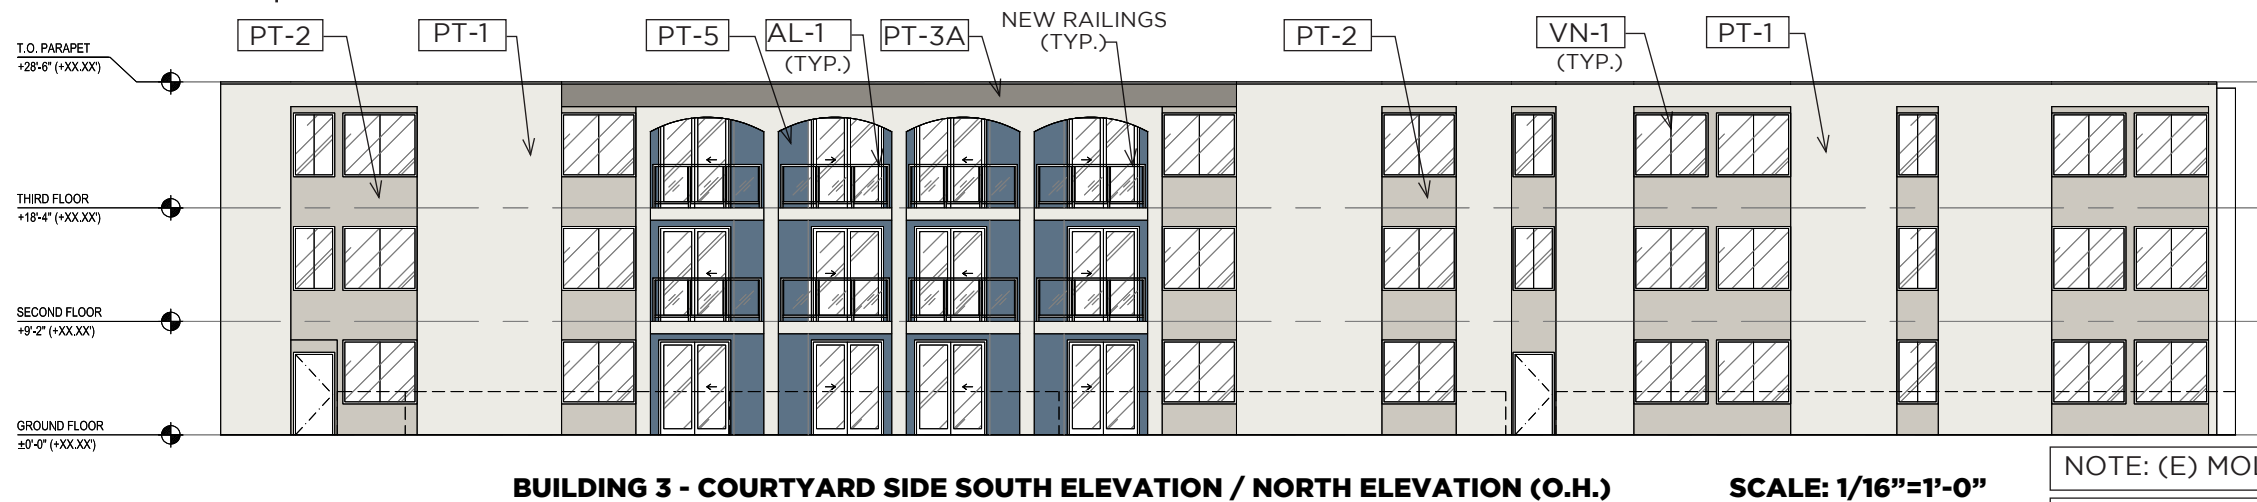 PT-2
PT-1
PT-5
AL-1
(TYP.)
PT-3A
NEW RAILINGS
(TYP.)
PT-2
VN-1
(TYP.)
PT-1
T.O. PARAPET
+28'-6" (+XX.XX')
THIRD FLOOR
+18'-4" (+XX.XX')
SECOND FLOOR
+9'-2" (+XX.XX')
GROUND FLOOR
±0'-0" (+XX.XX')
BUILDING 3 - COURTYARD SIDE SOUTH ELEVATION / NORTH ELEVATION (O.H.)
SCALE: 1/16”=1’-0”
NOTE: (E)